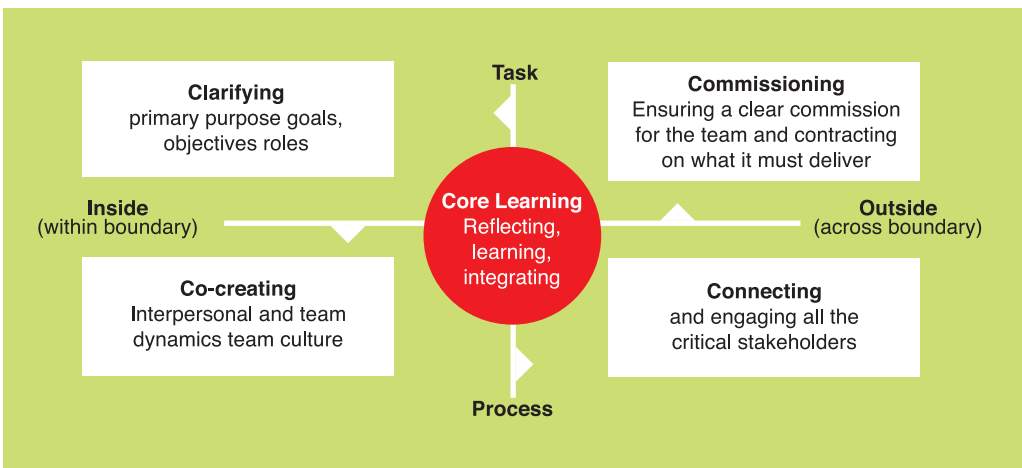 Task
Clarifying
primary purpose goals,
objectives roles
Commissioning
Ensuring a clear commission
for the team and contracting
on what it must deliver
Inside
(within boundary)
Core Learning
Reflecting,
learning,
integrating
Outside
(across boundary)
Co-creating
Interpersonal and team
dynamics team culture
Connecting
and engaging all the
critical stakeholders
Process